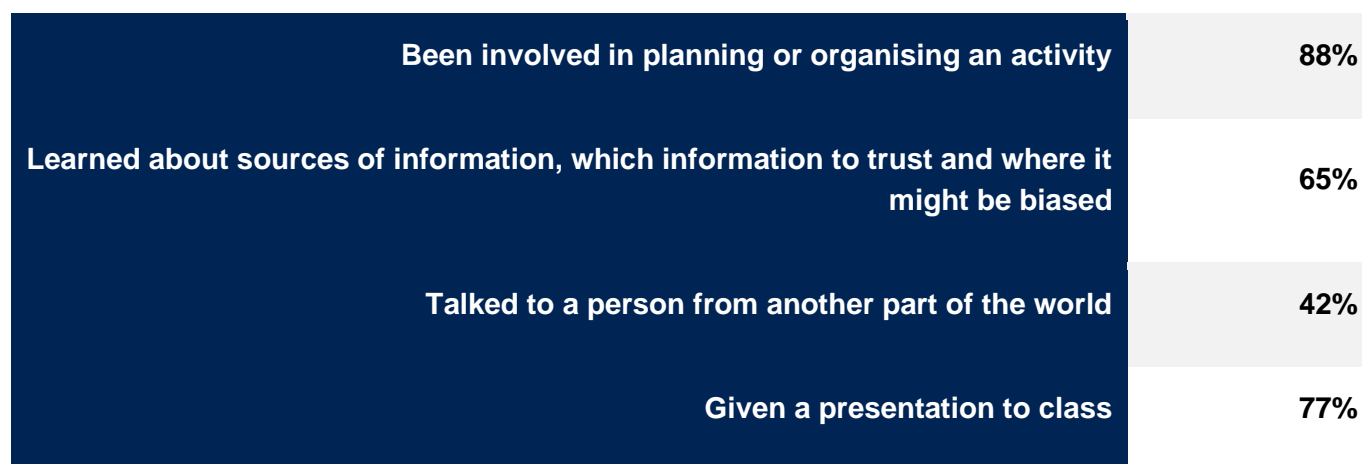 Been involved in planning or organising an activity 88%
Learned about sources of information, which information to trust and where it
might be biased 65%
Talked to a person from another part of the world 42%
Given a presentation to class 77%